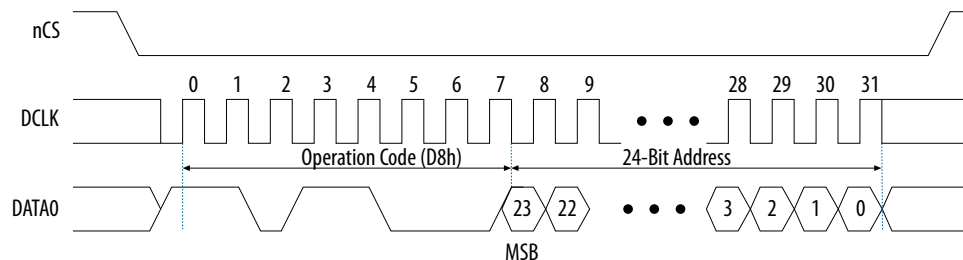 nCS
0 1 2 3 4 5 6 7 8 9 28 29 30 31
DCLK
Operation Code (D8h) 24-Bit Address
DATA0 23 22 3 2 1 0
MSB